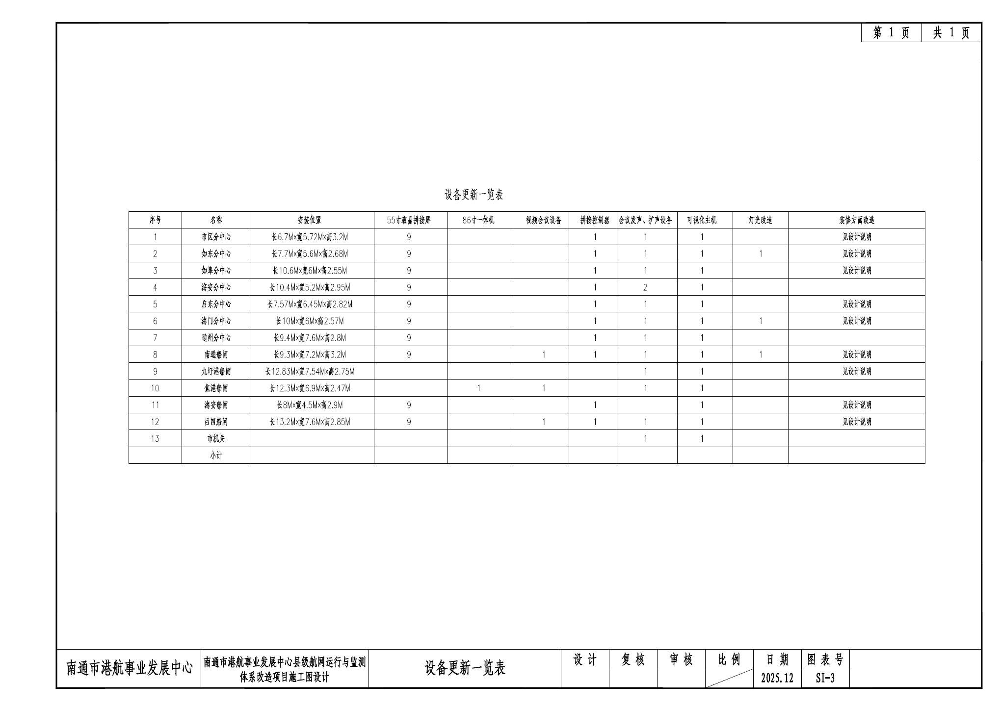 第 1 页 共 1 页
设备更新一览表
序号 名称 安装位置 55寸液晶拼接屏 86寸一体机 视频会议设备 拼接控制器 会议发声、扩声设备 可视化主机 灯光改造 装修方面改造
1 市区分中心 长6.7M×宽5.72M×高3.2M 9 1 1 1 见设计说明
2 如东分中心 长7.7M×宽5.6M×高2.68M 9 1 1 1 1 见设计说明
3 如皋分中心 长10.6M×宽6M×高2.55M 9 1 1 1 见设计说明
4 海安分中心 长10.4M×宽5.2M×高2.95M 9 1 2 1
5 启东分中心 长7.57M×宽6.45M×高2.82M 9 1 1 1 见设计说明
6 海门分中心 长10M×宽6M×高2.57M 9 1 1 1 1 见设计说明
7 通州分中心 长9.4M×宽7.6M×高2.8M 9 1 1 1
8 南通船闸 长9.3M×宽7.2M×高3.2M 9 1 1 1 1 1 见设计说明
9 九圩港船闸 长12.83M×宽7.54M×高2.75M 1 1 见设计说明
10 焦港船闸 长12.3M×宽6.9M×高2.47M 1 1 1 1
11 海安船闸 长8M×宽4.5M×高2.9M 9 1 1 见设计说明
12 吕四船闸 长13.2M×宽7.6M×高2.85M 9 1 1 1 1 见设计说明
13 市机关 1 1
小计
南通市港航事业发展中心
南通市港航事业发展中心县级航网运行与监测
体系改造项目施工图设计
设备更新一览表
设 计 复 核 审 核 比 例 日 期 图 表 号
2025.12 SI-3